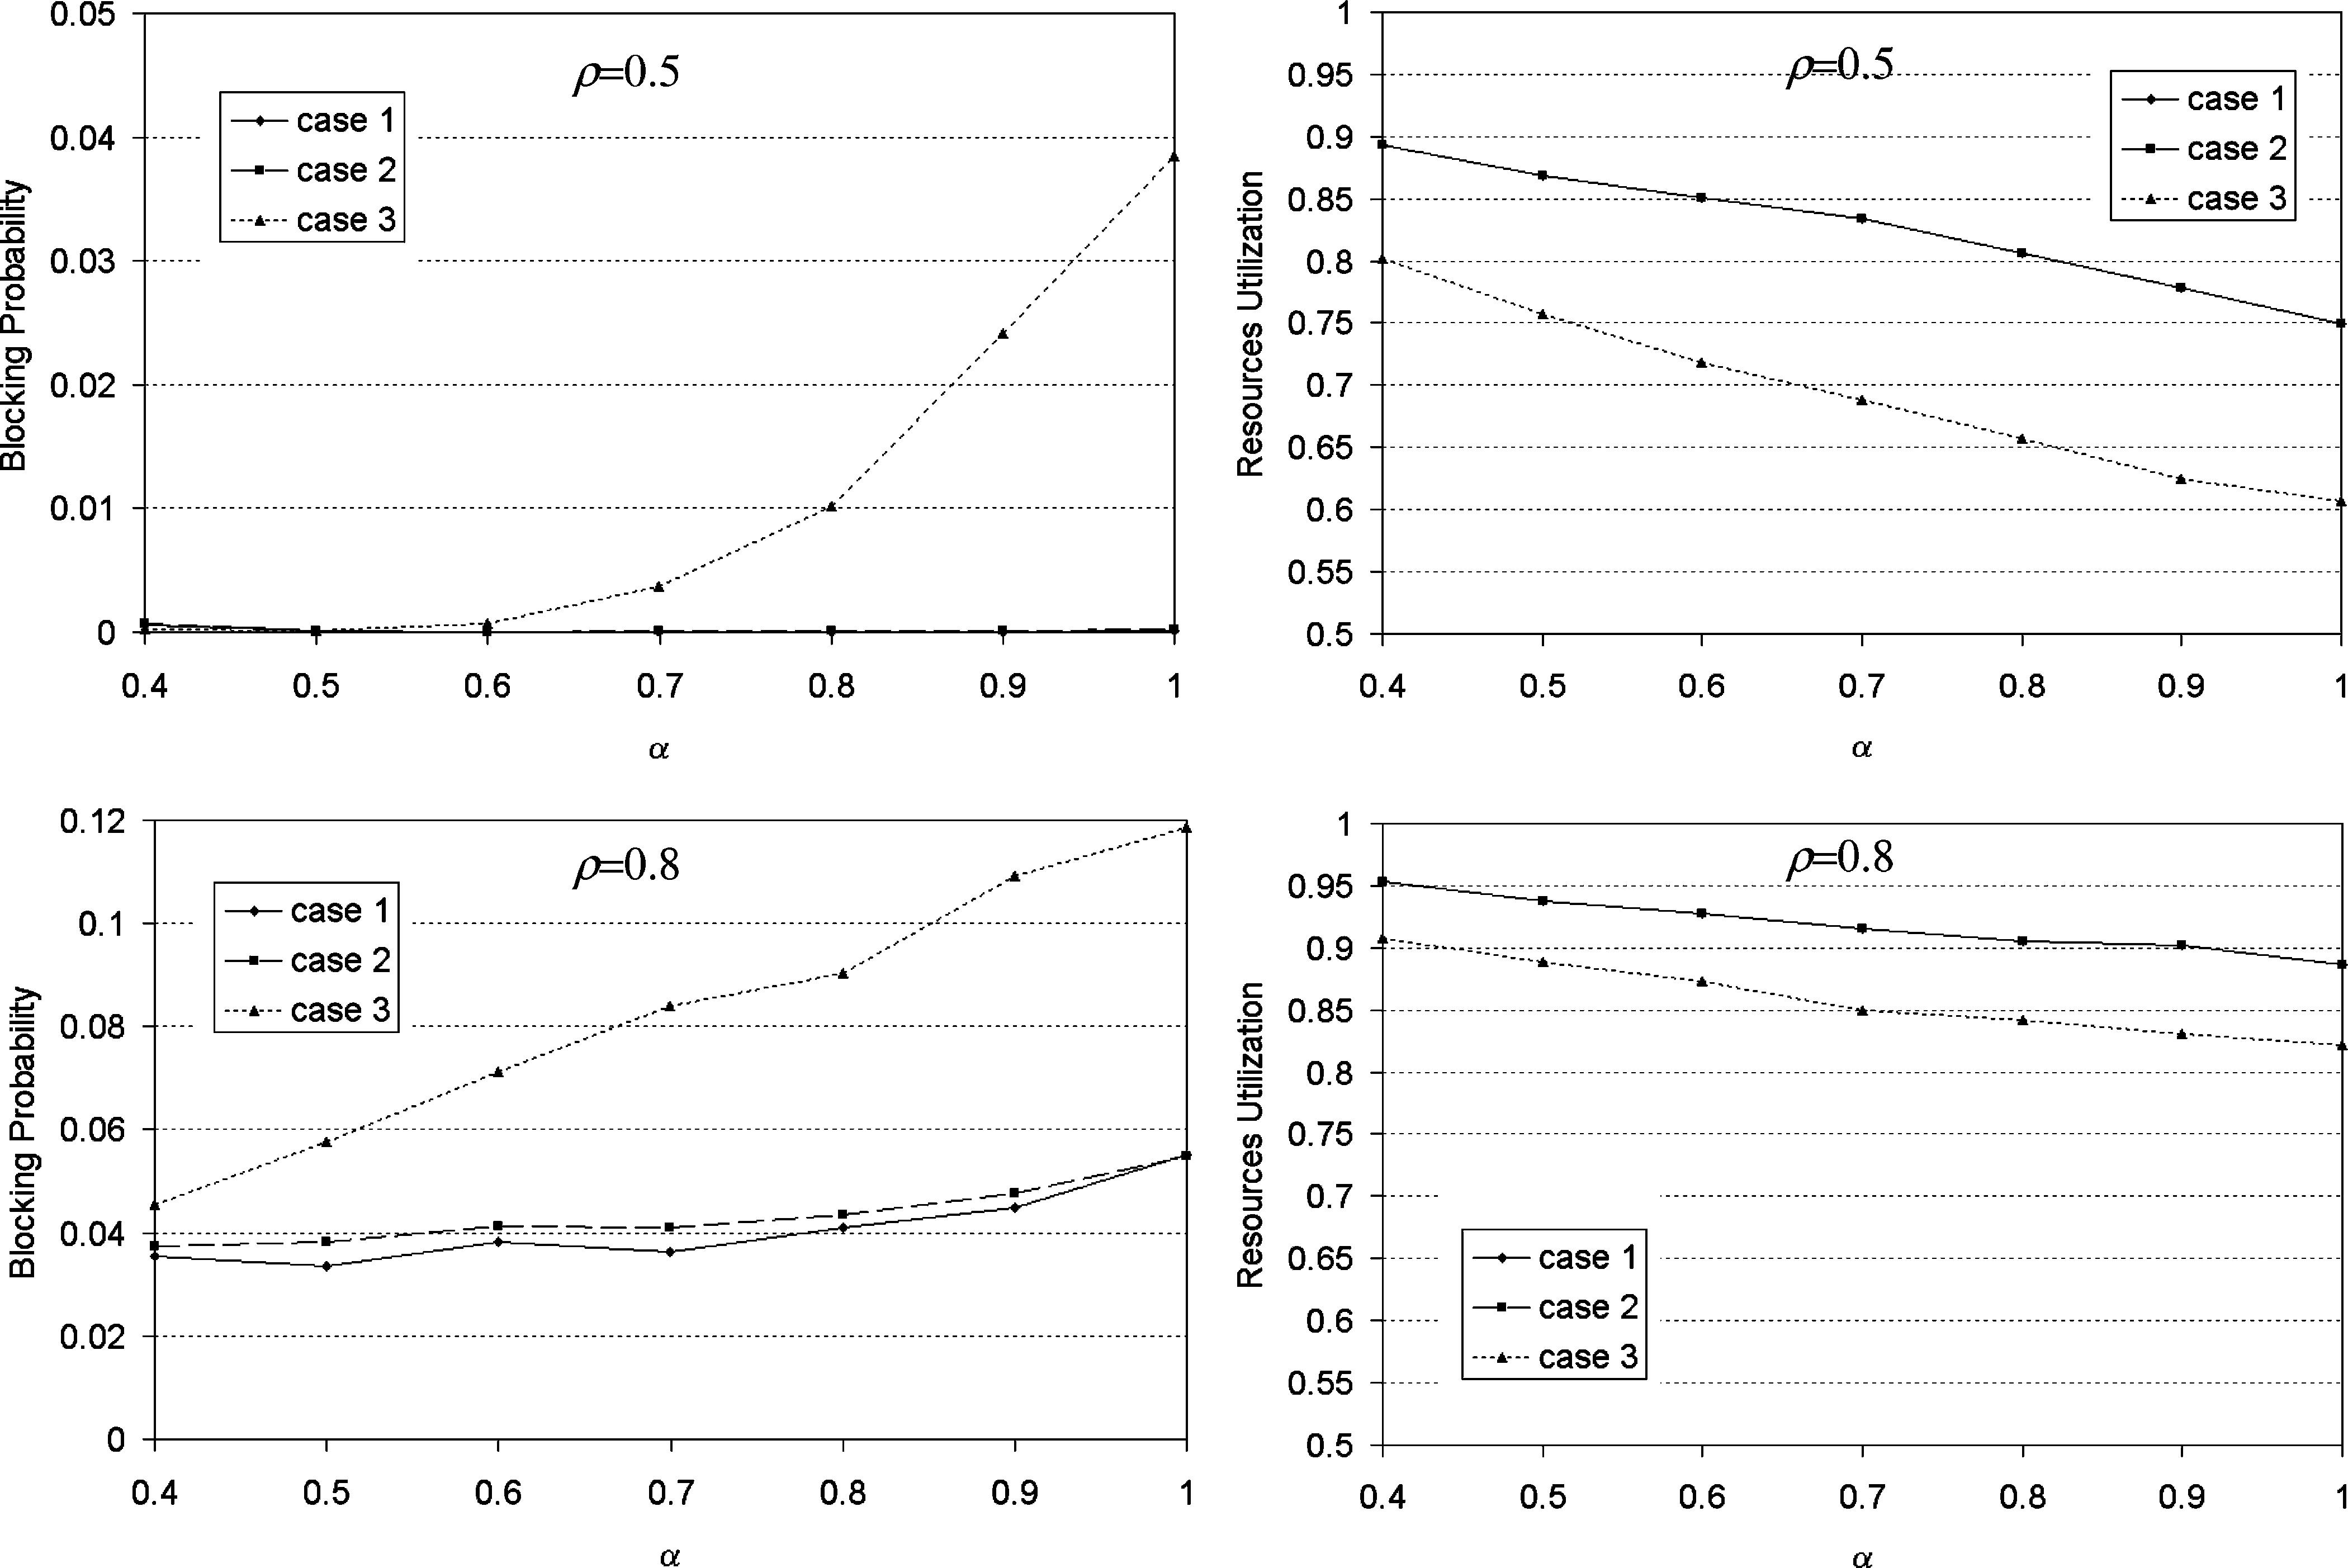 0.05
0.04
0.03
0.02
0.01
0
Blocking Probability
ρ=0.5
case 1
case 2
case 3
0.4 0.5 0.6 0.7 0.8 0.9 1
α
1
0.95
0.9
0.85
0.8
0.75
0.7
0.65
0.6
0.55
0.5
Resources Utilization
ρ=0.5
case 1
case 2
case 3
0.4 0.5 0.6 0.7 0.8 0.9 1
α
0.12
0.1
0.08
0.06
0.04
0.02
0
Blocking Probability
ρ=0.8
case 1
case 2
case 3
0.4 0.5 0.6 0.7 0.8 0.9 1
α
1
0.95
0.9
0.85
0.8
0.75
0.7
0.65
0.6
0.55
0.5
Resources Utilization
ρ=0.8
case 1
case 2
case 3
0.4 0.5 0.6 0.7 0.8 0.9 1
α